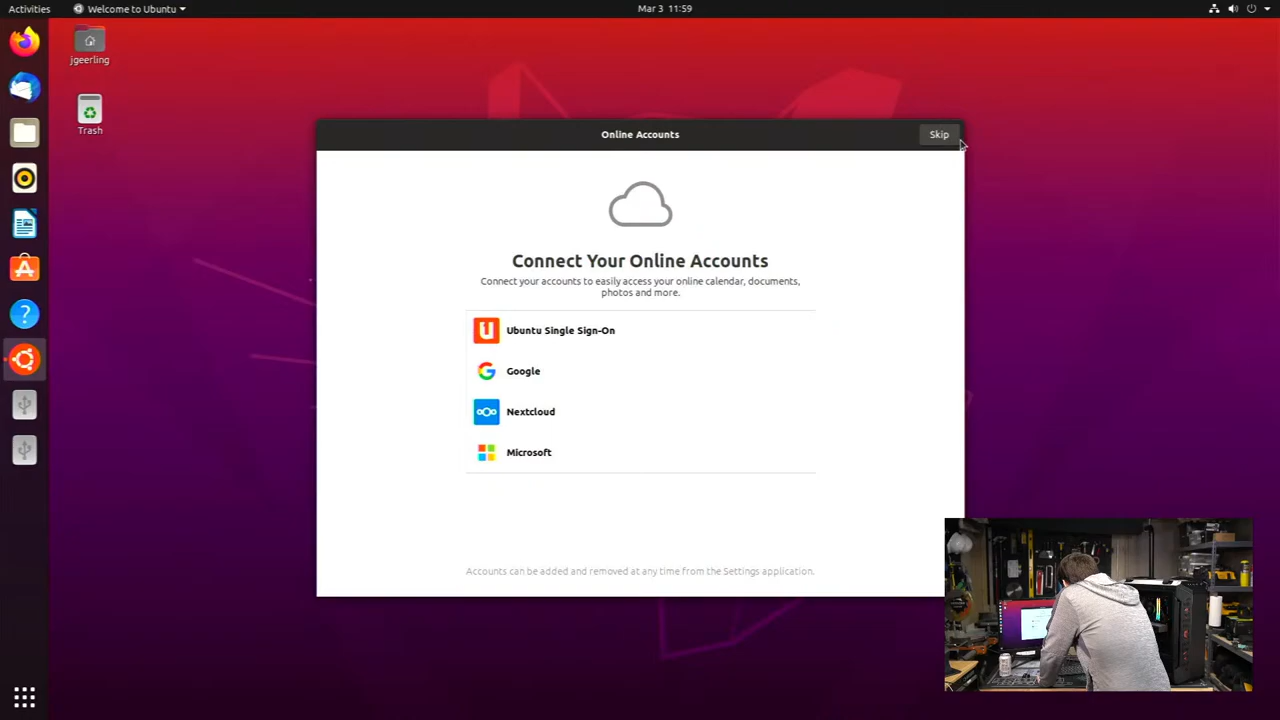 Activities
Welcome to Ubuntu
Mar 3 11:59
jgeerling
Trash
Online Accounts
Skip
Connect Your Online Accounts
Connect your accounts to easily access your online calendar, documents,
photos and more.
Ubuntu Single Sign-On
Google
Nextcloud
Microsoft
Accounts can be added and removed at any time from the Settings application.